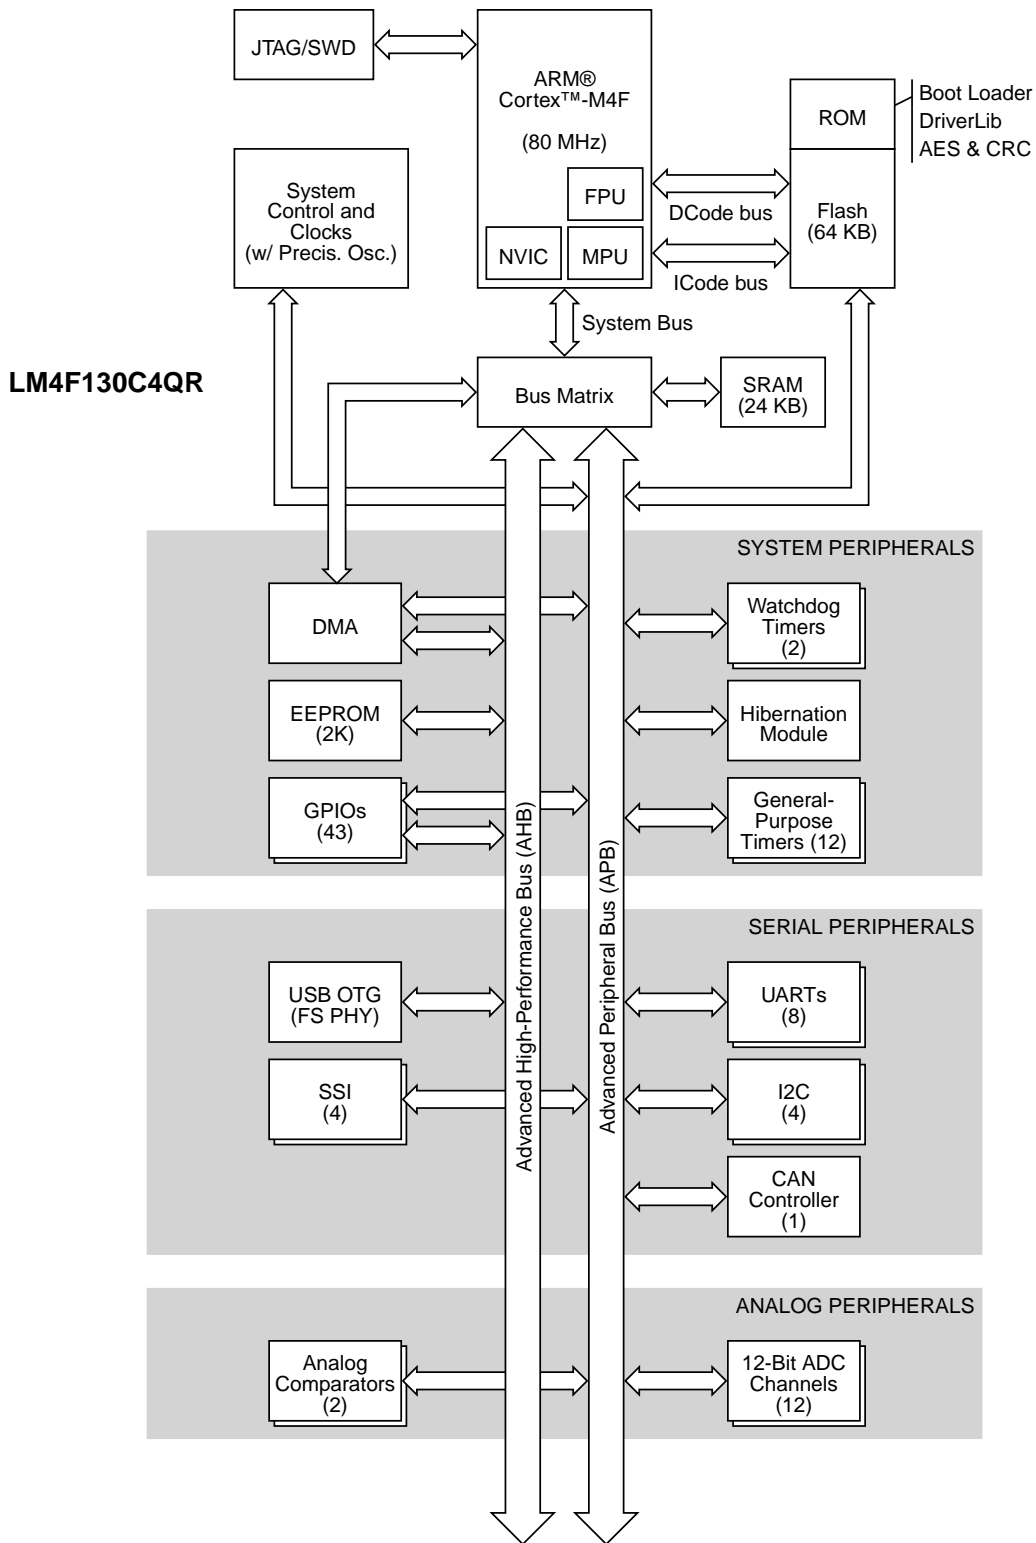 JTAG/SWD
ARM®
Cortex™-M4F
(80 MHz)
ROM
Boot Loader
DriverLib
AES & CRC
System
Control and
Clocks
(w/ Precis. Osc.)
FPU
NVIC
MPU
DCode bus
ICode bus
Flash
(64 KB)
System Bus
LM4F130C4QR
Bus Matrix
SRAM
(24 KB)
SYSTEM PERIPHERALS
DMA
Watchdog
Timers
(2)
EEPROM
(2K)
Hibernation
Module
GPIOs
(43)
General-
Purpose
Timers (12)
Advanced High-Performance Bus (AHB)
Advanced Peripheral Bus (APB)
SERIAL PERIPHERALS
USB OTG
(FS PHY)
UARTs
(8)
SSI
(4)
I2C
(4)
CAN
Controller
(1)
ANALOG PERIPHERALS
Analog
Comparators
(2)
12-Bit ADC
Channels
(12)